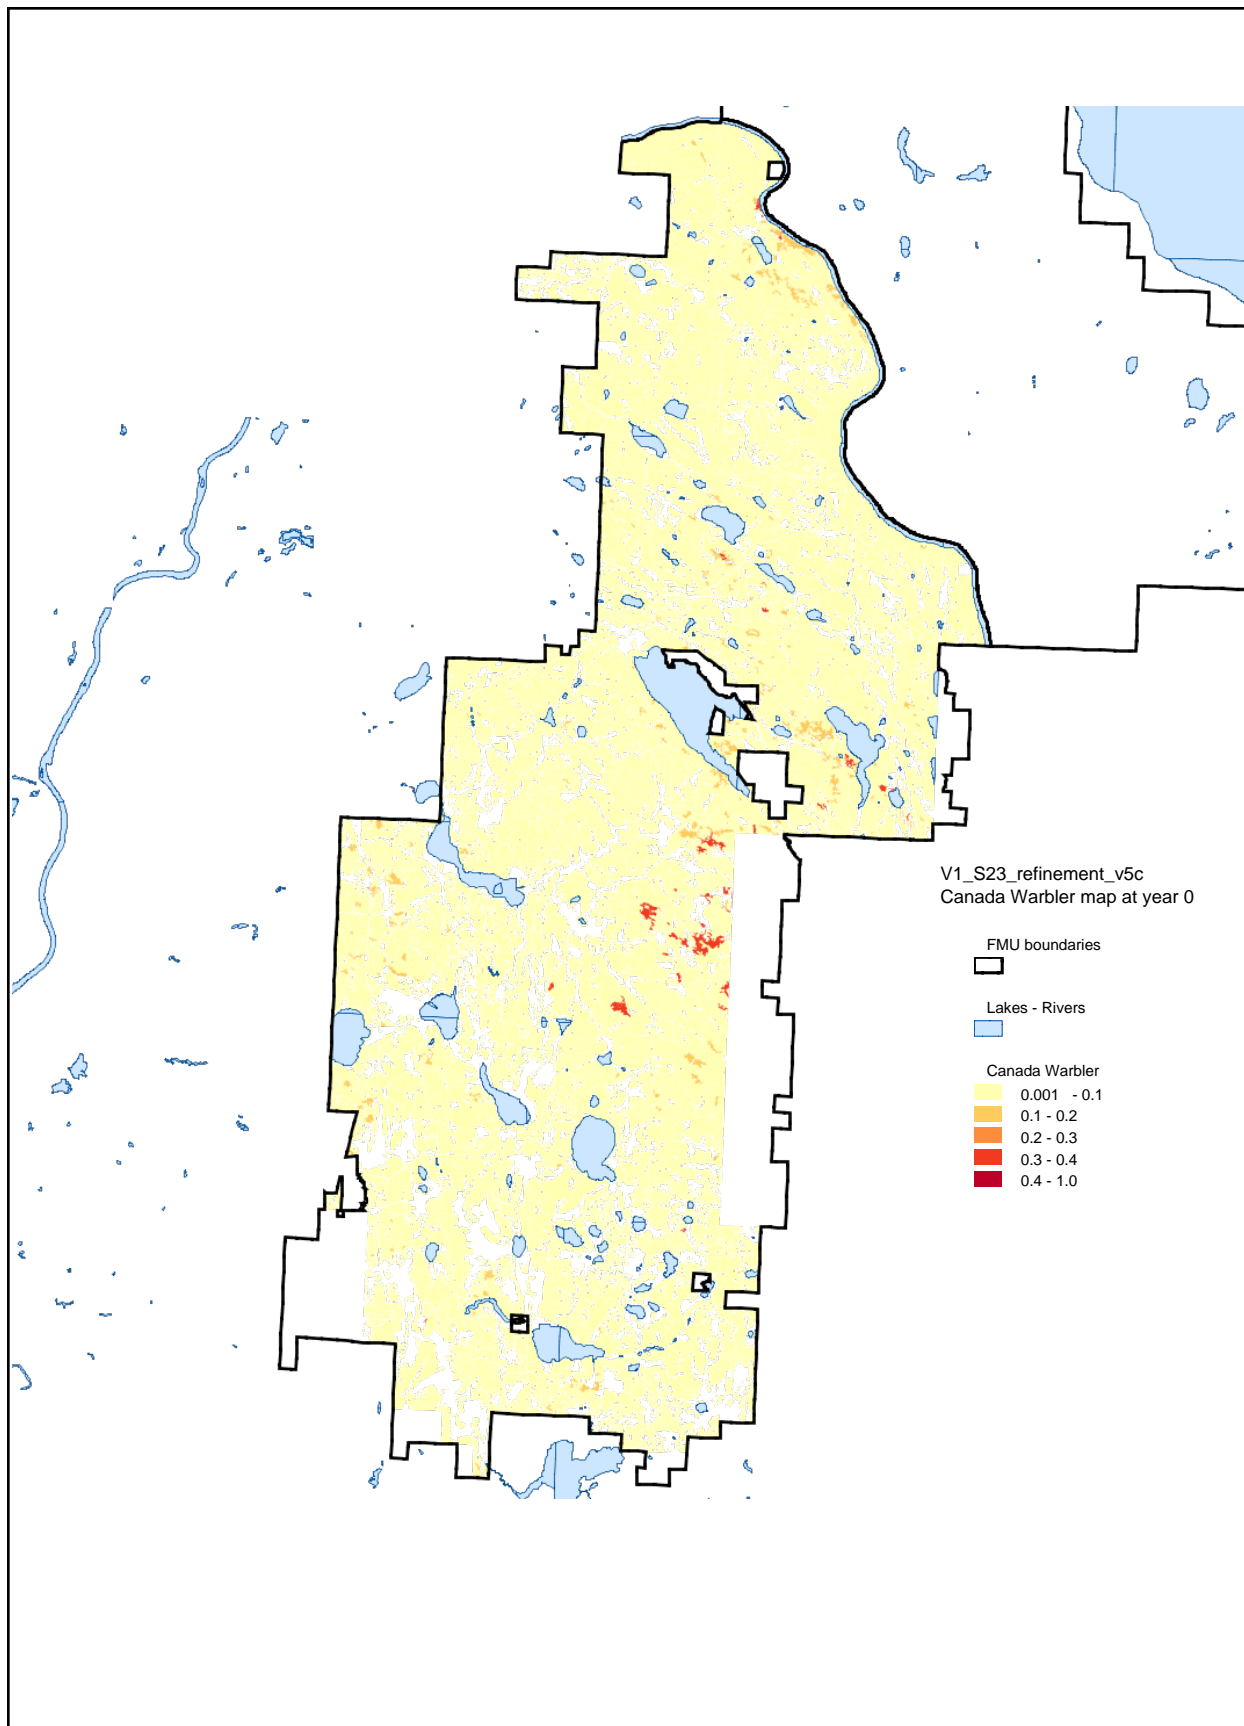 V1_S23_refinement_v5c
Canada Warbler map at year 0
FMU boundaries
Lakes - Rivers
Canada Warbler
0.001 - 0.1
0.1 - 0.2
0.2 - 0.3
0.3 - 0.4
0.4 - 1.0